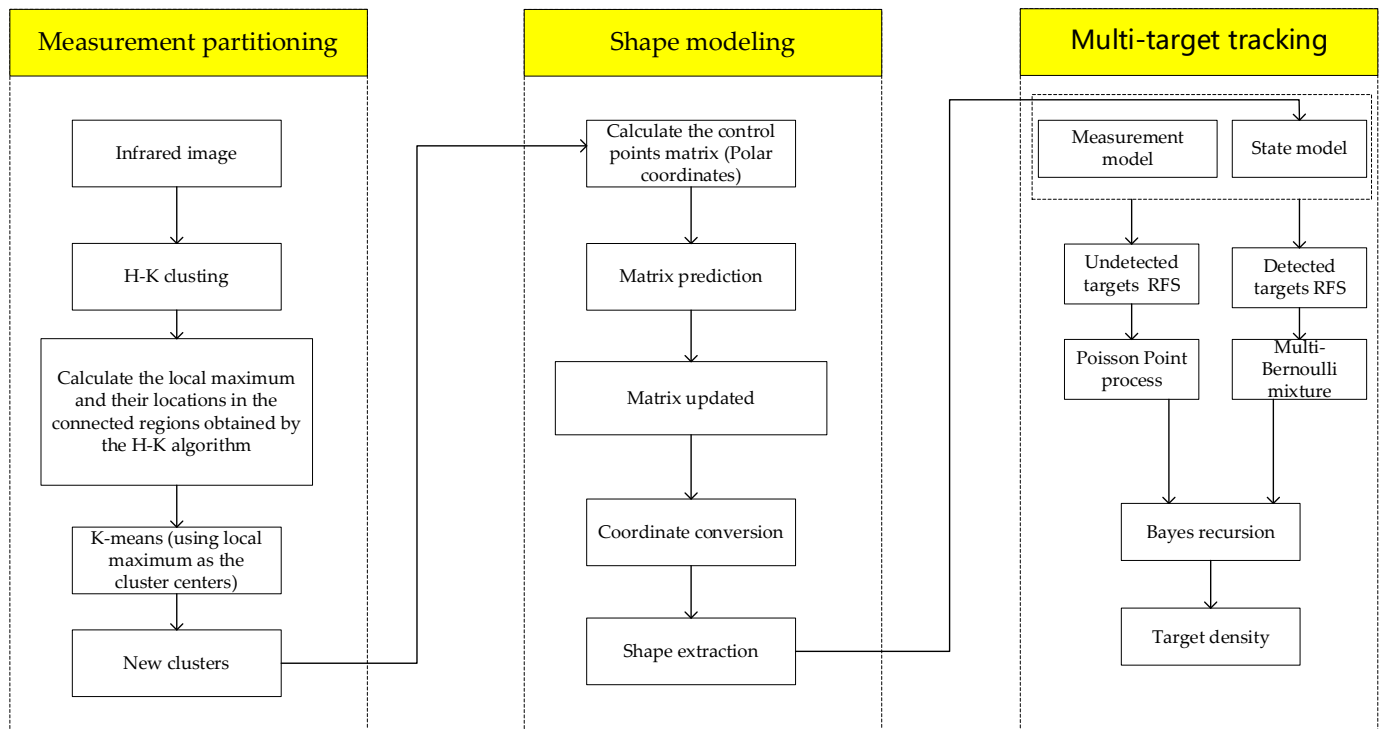 Measurement partitioning
Infrared image
H-K clusting
Calculate the local maximum
and their locations in the
connected regions obtained by
the H-K algorithm
K-means (using local
maximum as the
cluster centers)
New clusters
Shape modeling
Calculate the control
points matrix (Polar
coordinates)
Matrix prediction
Matrix updated
Coordinate conversion
Shape extraction
Multi-target tracking
Measurement
model
State model
Undetected
targets RFS
Detected
targets RFS
Poisson Point
process
Multi-
Bernoulli
mixture
Bayes recursion
Target density